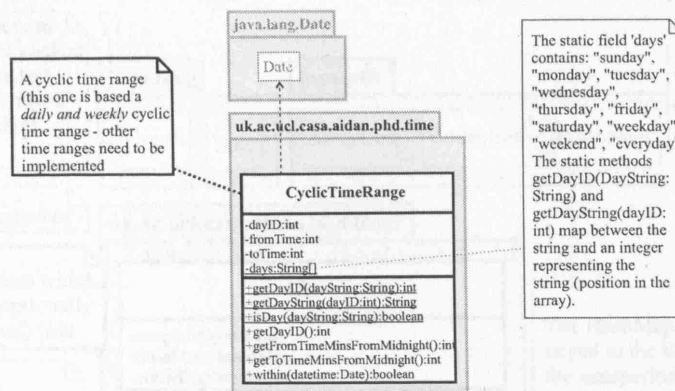 java.lang.Date
Date
A cyclic time range
(this one is based a
daily and weekly cyclic
time range - other
time ranges need to be
implemented
uk.ac.ucl.casa.aidan.phd.time
CyclicTimeRange
-dayID:int
-fromTime:int
-toTime:int
-days:String[]
+getDayID(dayString:String):int
+getDayString(dayID:int):String
+isDay(dayString:String):boolean
+getDayID():int
+getFromTimeMinsFromMidnight():int
+getToTimeMinsFromMidnight():int
+within(datetime:Date):boolean
The static field 'days'
contains: "sunday",
"monday", "tuesday",
"wednesday",
"thursday", "friday",
"saturday", "weekday"
"weekend", "everyday
The static methods
getDayID(DayString:
String) and
getDayString(dayID:
int) map between the
string and an integer
representing the
string (position in the
array).